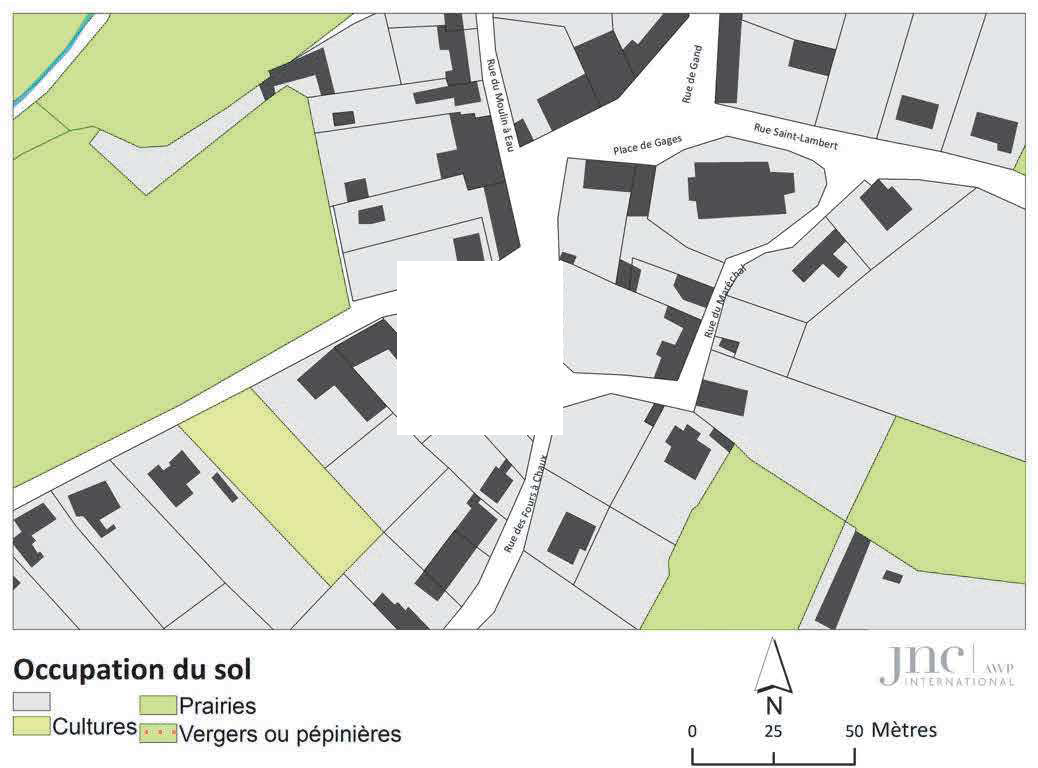 Rue du Moulin à Eau
Rue de Gand
Place de Gages
Rue Saint-Lambert
Rue du Maréchal
Rue des Fours à Chaux
Occupation du sol
Prairies
Cultures
Vergers ou pépinières
N
0 25 50 Mètres
jnc AWP
INTERNATIONAL